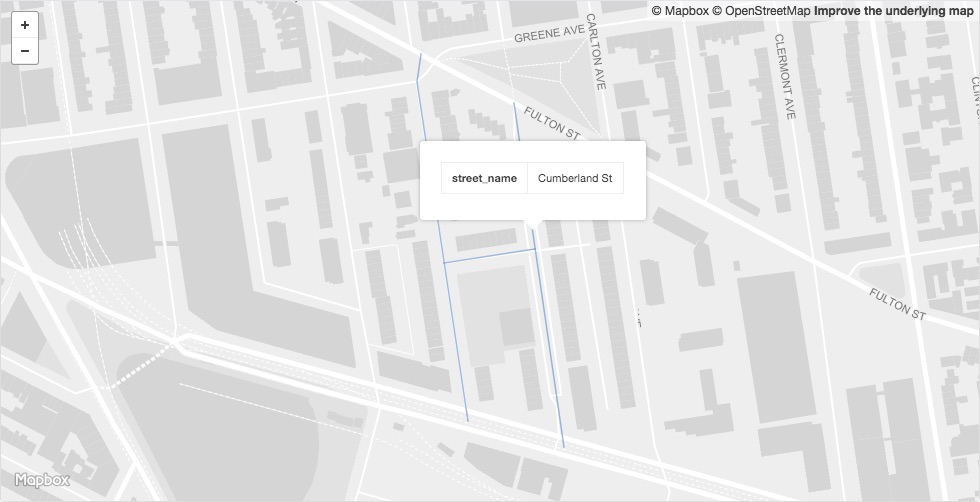 +
−
© Mapbox © OpenStreetMap Improve the underlying map
GREENE AVE
CARLTON AVE
CLERMONT AVE
FULTON ST
street_name Cumberland St
FULTON ST
Mapbox